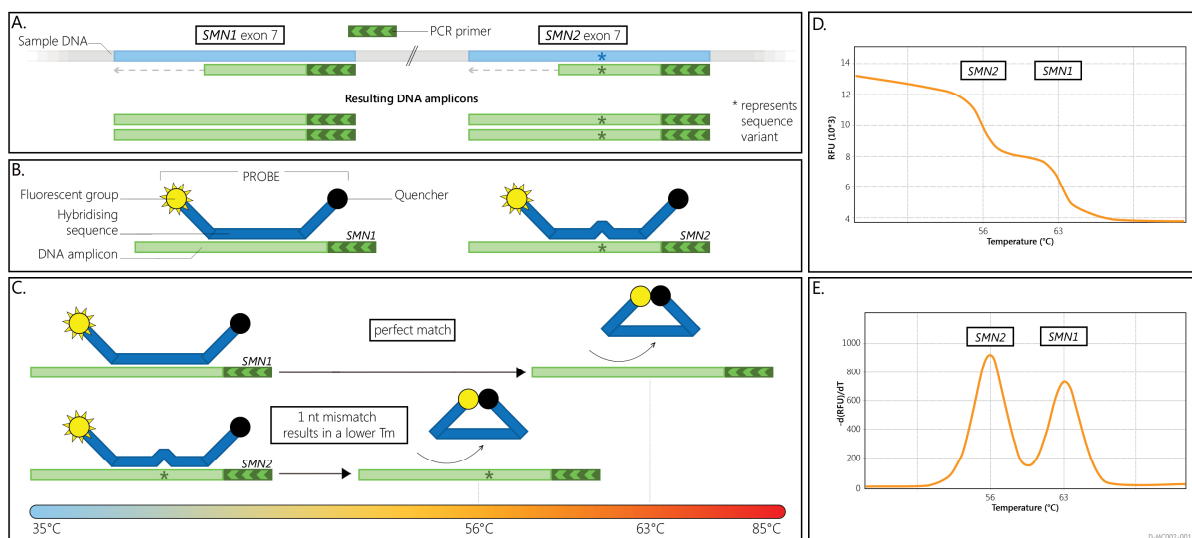 A.
SMN1 exon 7
PCR primer
SMN2 exon 7
Sample DNA
*
*
Resulting DNA amplicons
*
*
* represents
sequence
variant
B.
PROBE
Fluorescent group
Quencher
Hybridising
sequence
SMN1
SMN2
DNA amplicon
*
C.
perfect match
SMN1
1 nt mismatch
results in a lower Tm
SMN2
*
*
35°C
56°C
63°C
85°C
D.
14
SMN2
SMN1
12
10
RFU (10*3)
8
6
4
56
63
Temperature (°C)
E.
SMN2
SMN1
1000
800
600
-d(RFU)/dT
400
200
0
56
63
Temperature (°C)
D-MC002-001